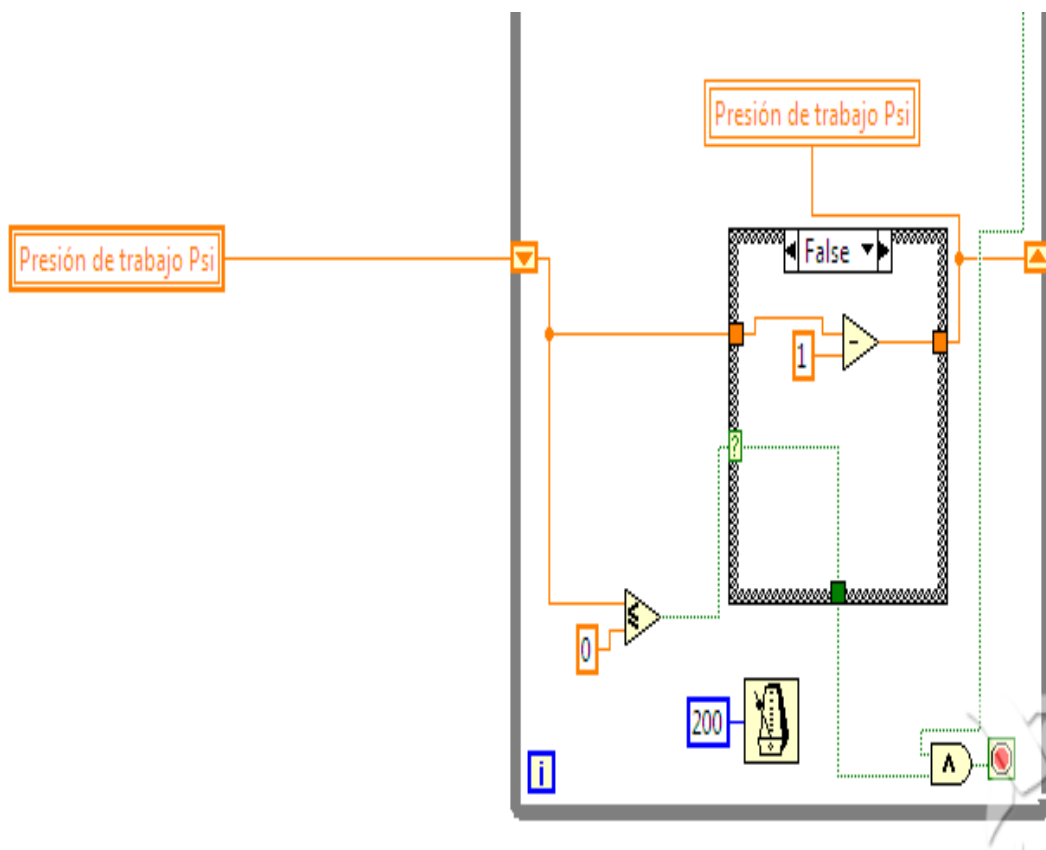 Presión de trabajo Psi
Presión de trabajo Psi
False
1
?
≤
0
200
i
∧